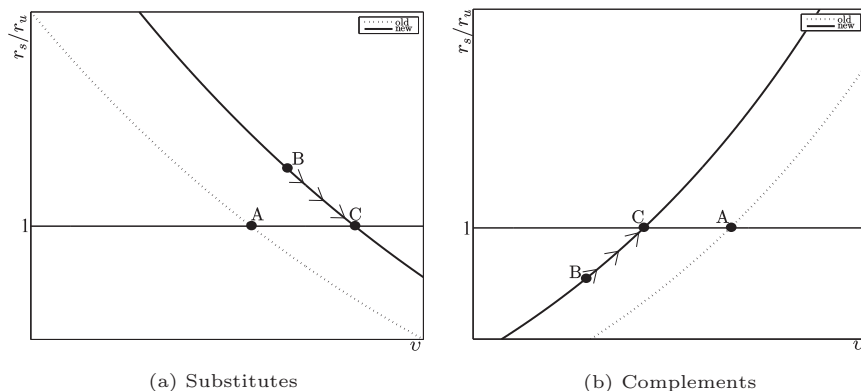 r_s/r_u
old
new
B
A
C
1
υ
(a) Substitutes
r_s/r_u
old
new
C
A
1
B
υ
(b) Complements